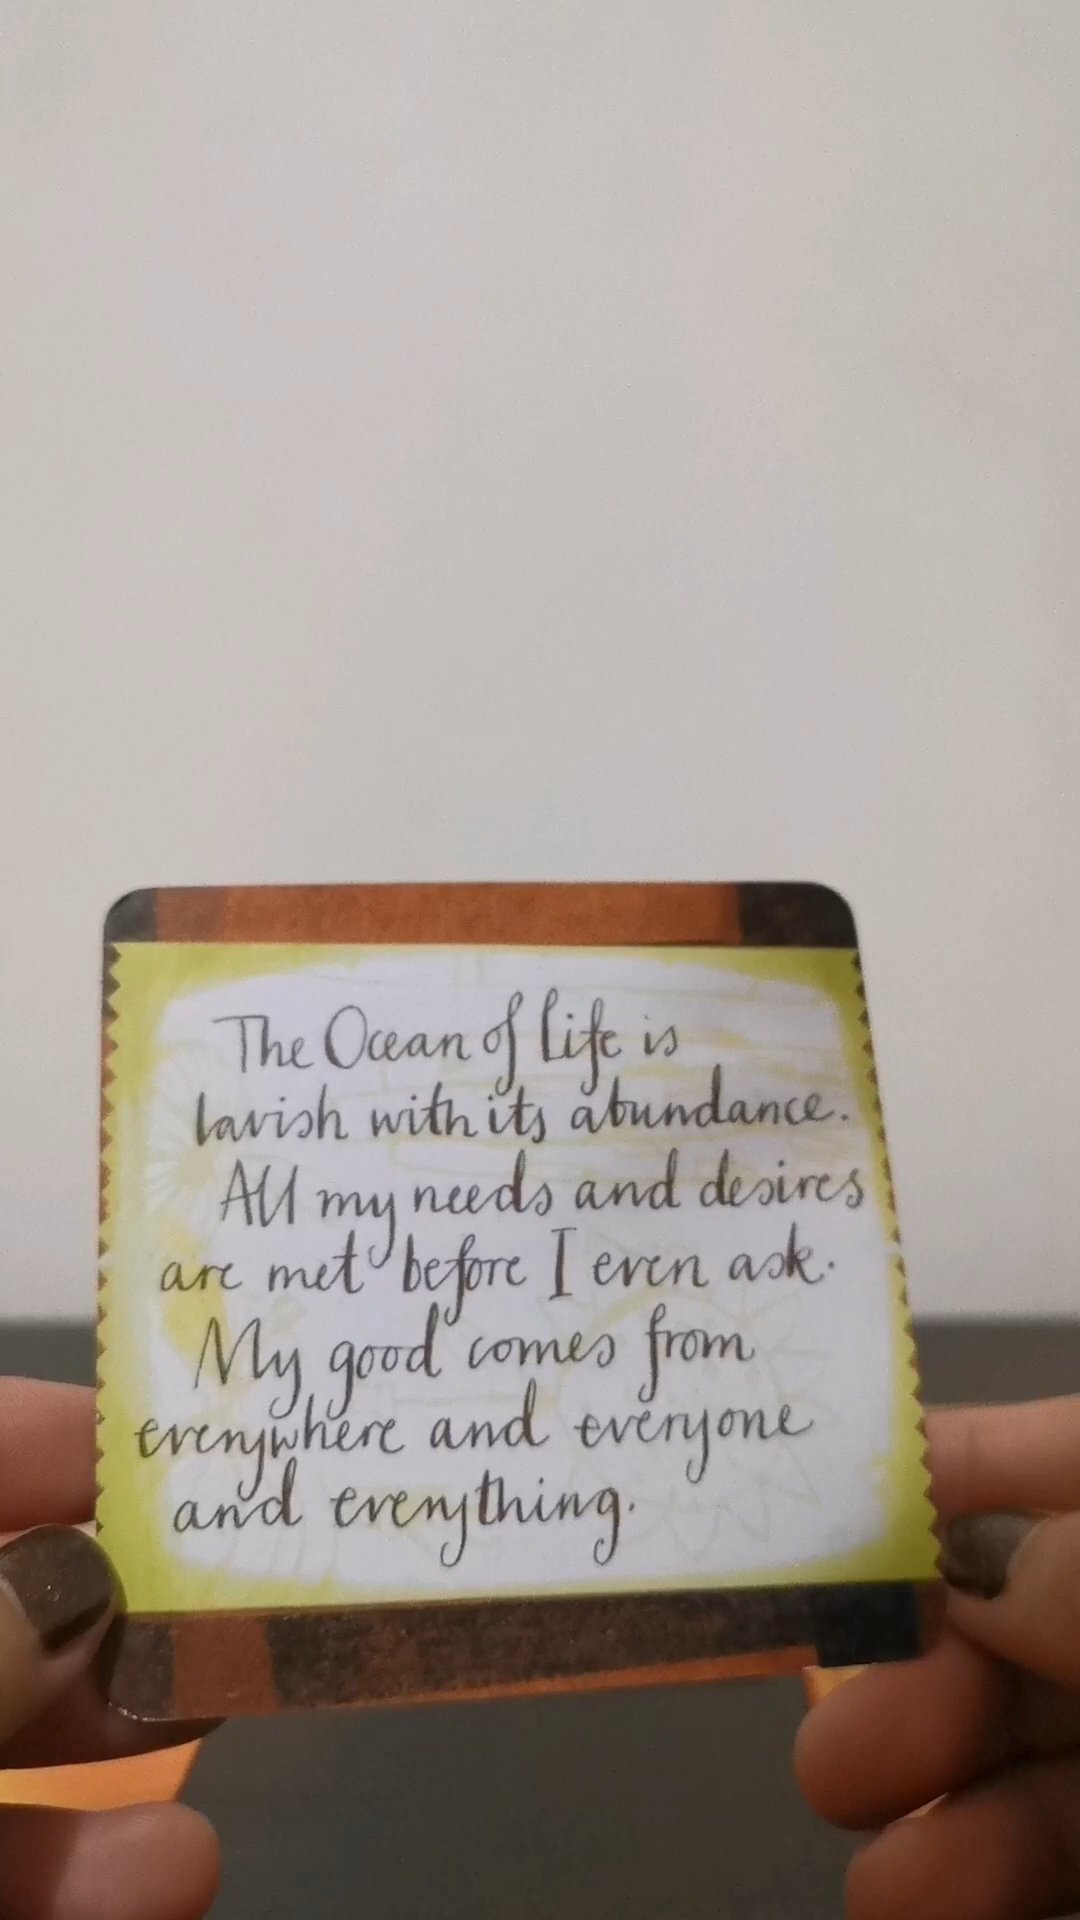 The Ocean of Life is
lavish with its abundance.
All my needs and desires
are met before I even ask.
My good comes from
everywhere and everyone
and everything.